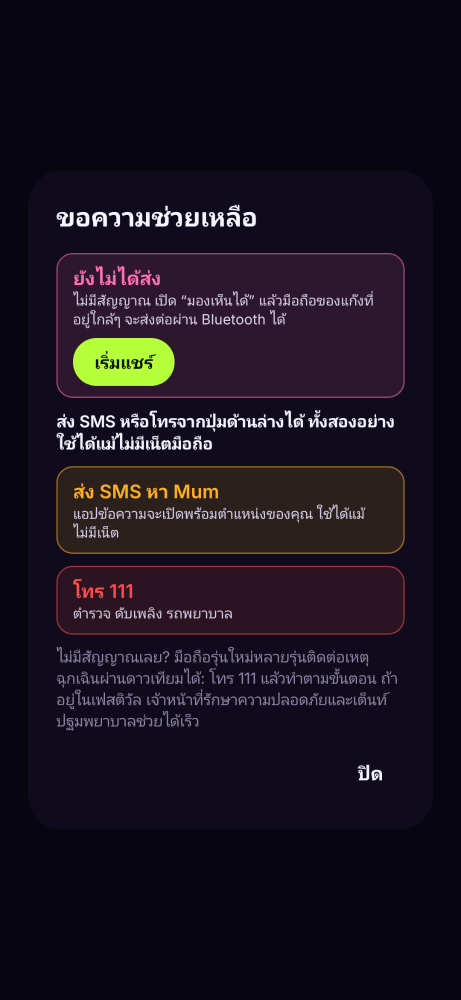 ขอความช่วยเหลือ
ยังไม่ได้ส่ง
ไม่มีสัญญาณ เปิด “มองเห็นได้” แล้วมือถือของแก๊งที่
อยู่ใกล้ๆ จะส่งต่อผ่าน Bluetooth ได้
เริ่มแชร์
ส่ง SMS หรือโทรจากปุ่มด้านล่างได้ ทั้งสองอย่าง
ใช้ได้แม้ไม่มีเน็ตมือถือ
ส่ง SMS หา Mum
แอปข้อความจะเปิดพร้อมตำแหน่งของคุณ ใช้ได้แม้
ไม่มีเน็ต
โทร 111
ตำรวจ ดับเพลิง รถพยาบาล
ไม่มีสัญญาณเลย? มือถือรุ่นใหม่หลายรุ่นติดต่อเหตุ
ฉุกเฉินผ่านดาวเทียมได้: โทร 111 แล้วทำตามขั้นตอน ถ้า
อยู่ในเฟสติวัล เจ้าหน้าที่รักษาความปลอดภัยและเต็นท์
ปฐมพยาบาลช่วยได้เร็ว
ปิด